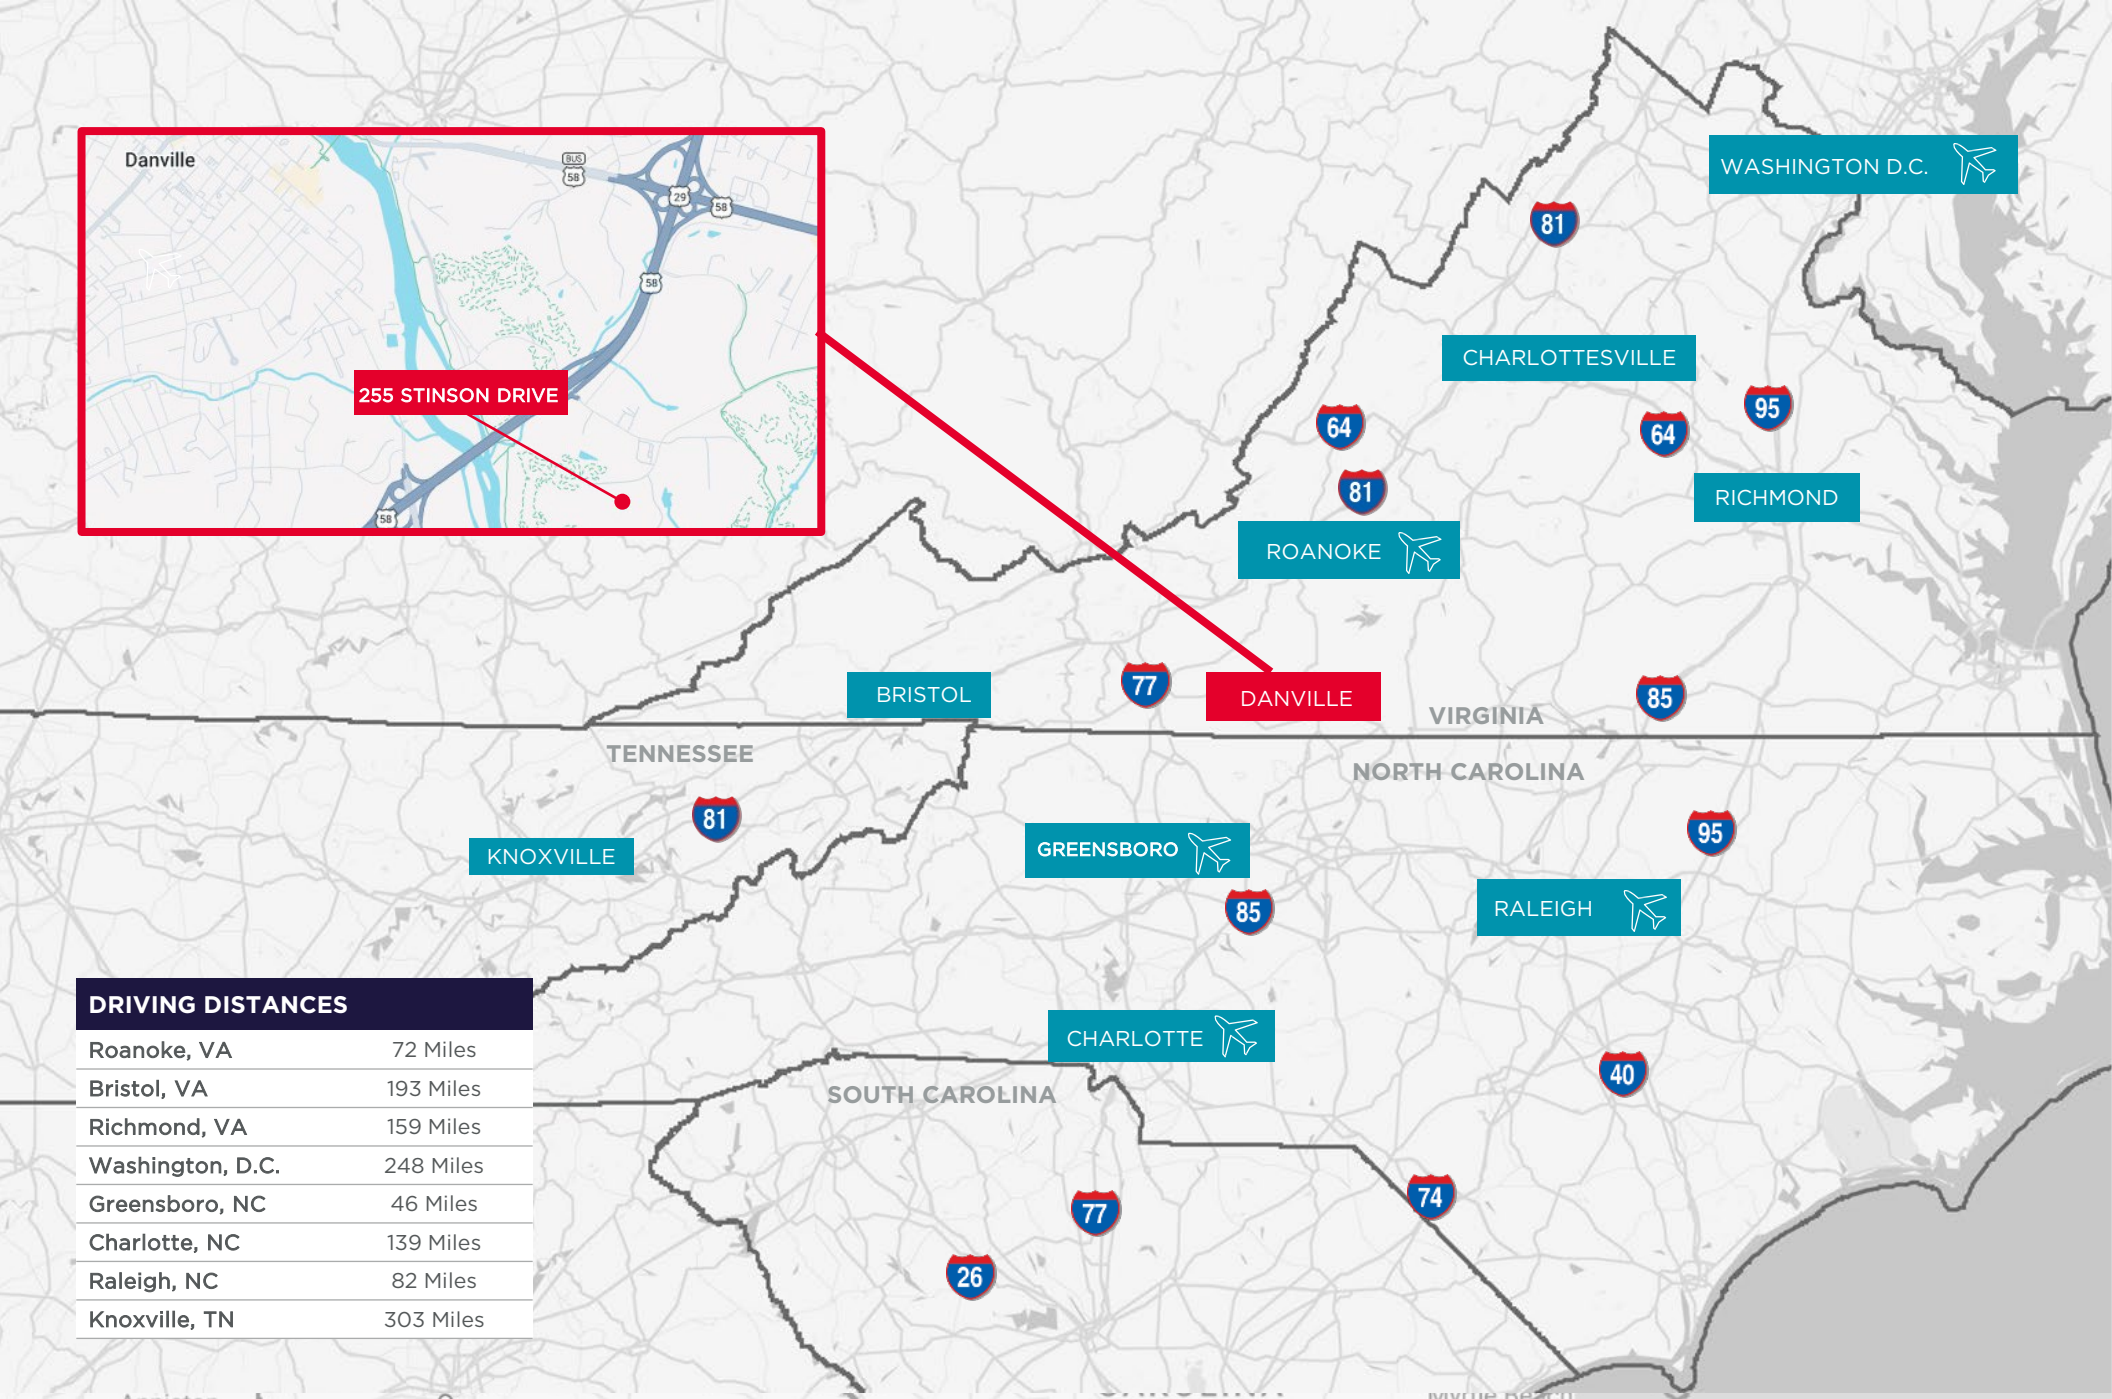 Danville
BUS
58
29
58
58
255 STINSON DRIVE
58
WASHINGTON D.C.
81
CHARLOTTESVILLE
95
64
64
81
RICHMOND
ROANOKE
BRISTOL
77
DANVILLE
85
VIRGINIA
TENNESSEE
NORTH CAROLINA
81
95
GREENSBORO
KNOXVILLE
85
RALEIGH
CHARLOTTE
40
SOUTH CAROLINA
74
77
26
DRIVING DISTANCES
Roanoke, VA 72 Miles
Bristol, VA 193 Miles
Richmond, VA 159 Miles
Washington, D.C. 248 Miles
Greensboro, NC 46 Miles
Charlotte, NC 139 Miles
Raleigh, NC 82 Miles
Knoxville, TN 303 Miles